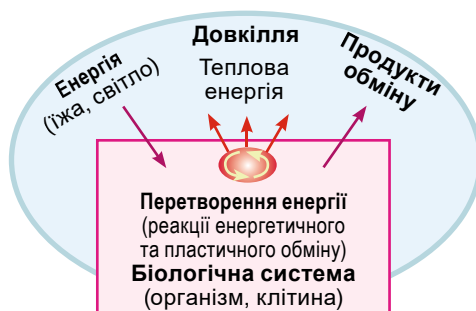 Довкілля
Енергія
(їжа, світло)
Теплова
енергія
Продукти
обміну
Перетворення енергії
(реакції енергетичного
та пластичного обміну)
Біологічна система
(організм, клітина)